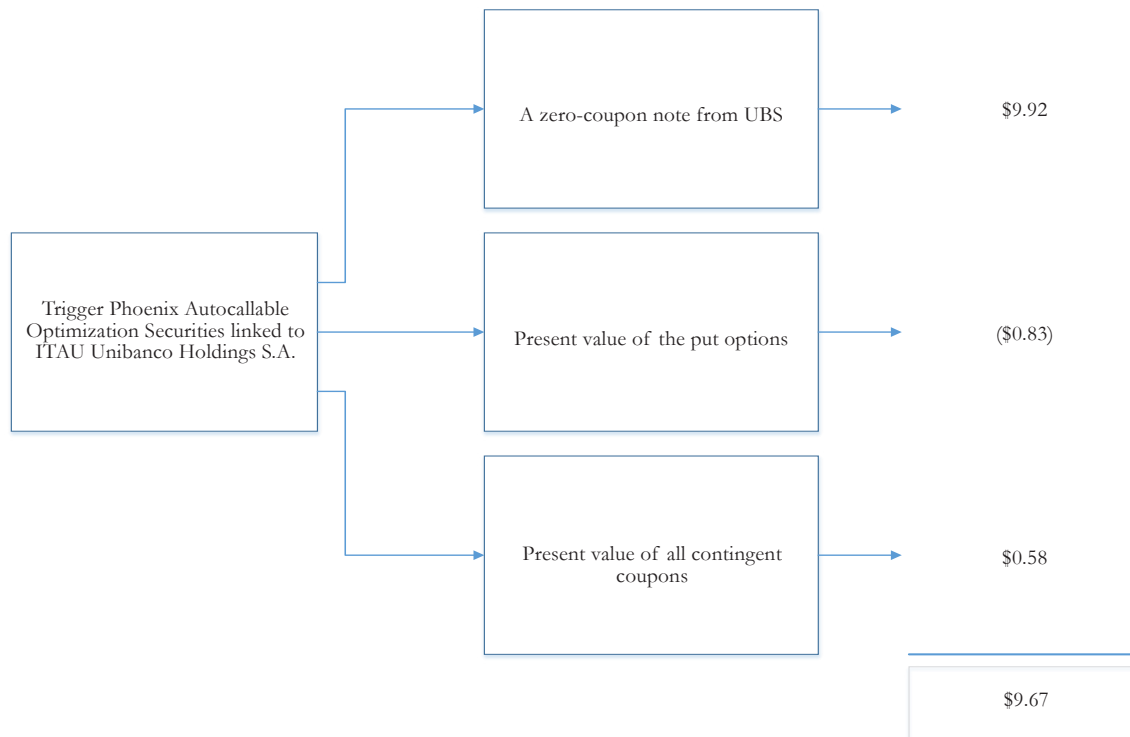 A zero-coupon note from UBS
$9.92
Trigger Phoenix Autocallable
Optimization Securities linked to
ITAU Unibanco Holdings S.A.
Present value of the put options
($0.83)
Present value of all contingent
coupons
$0.58
$9.67